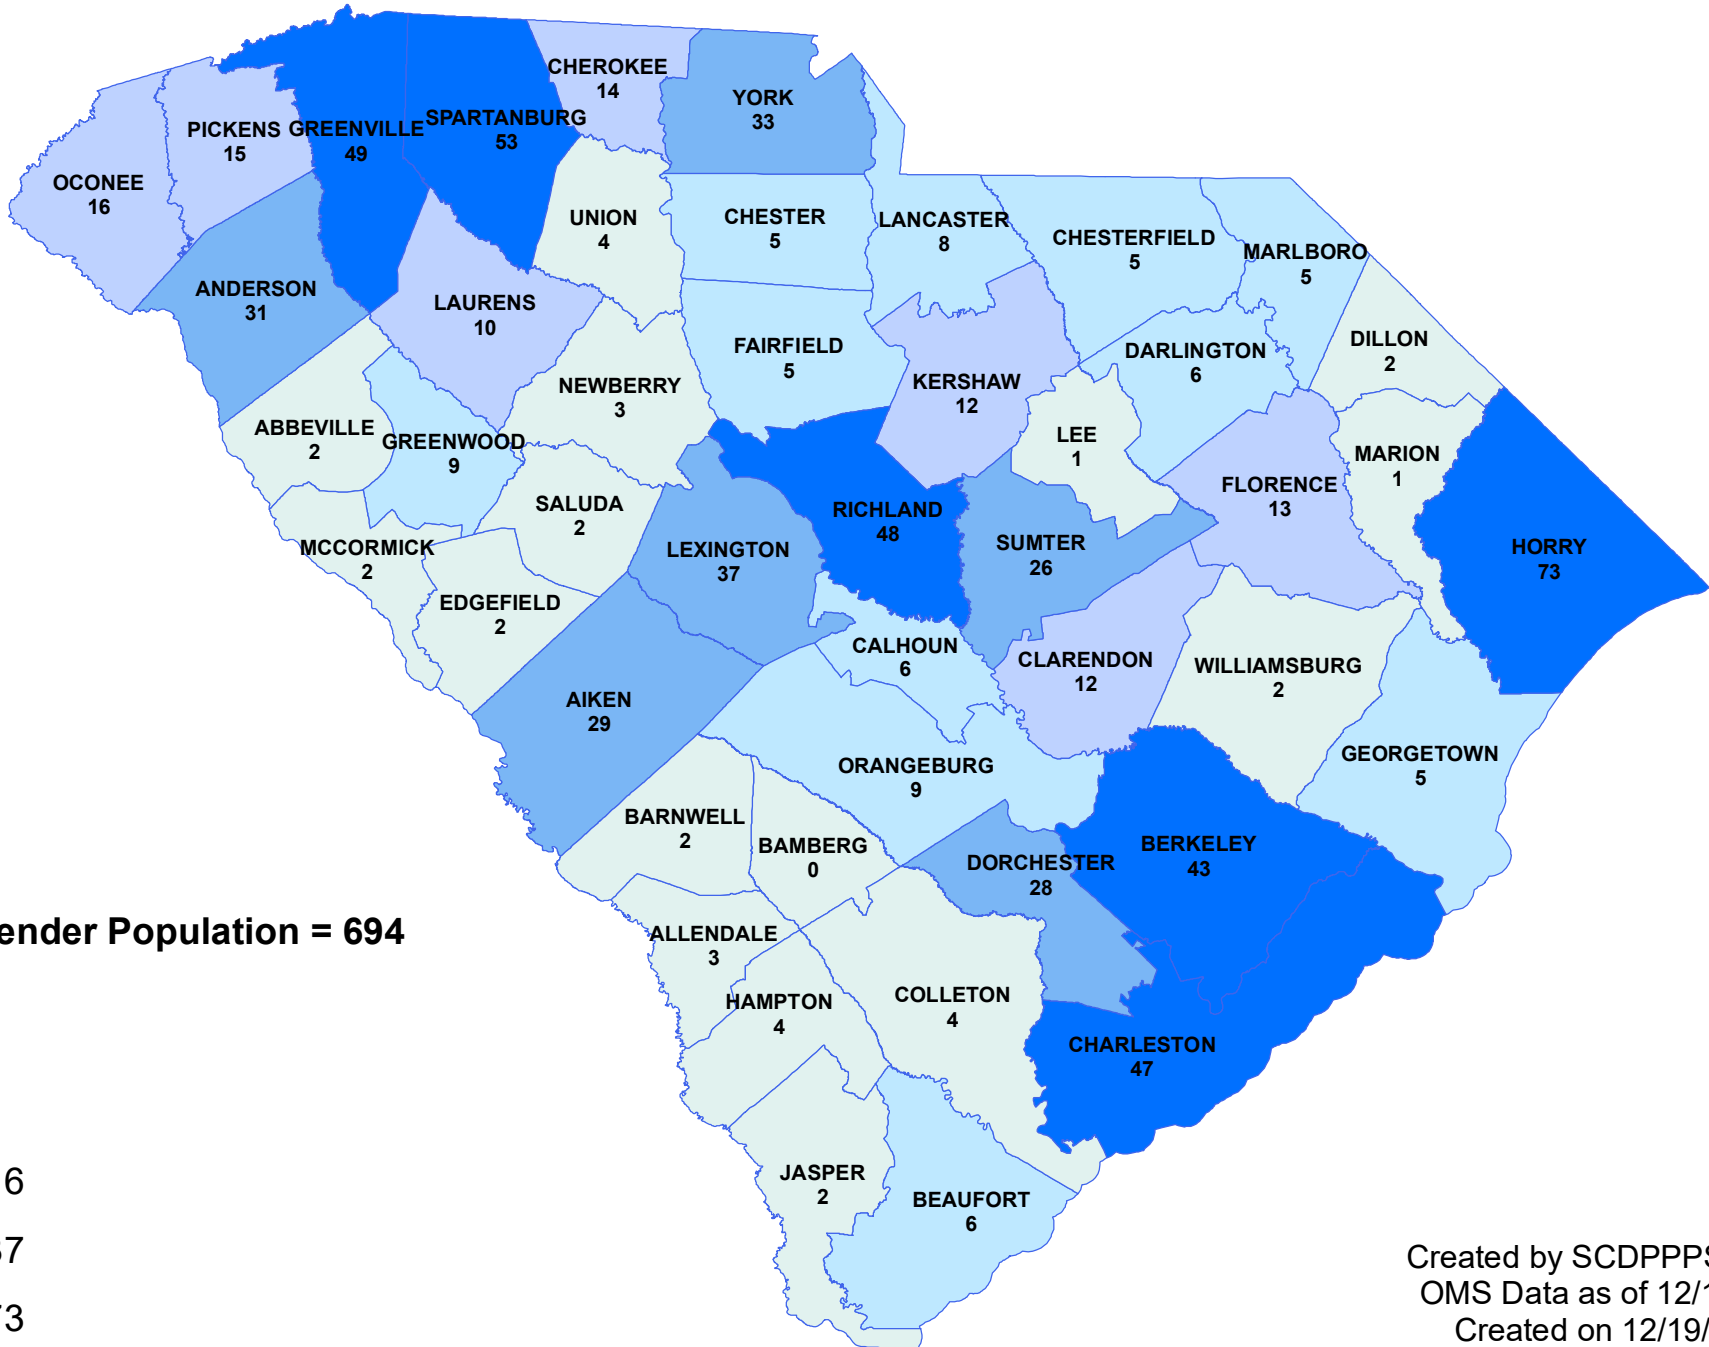 CHEROKEE
14
YORK
33
SPARTANBURG
53
PICKENS
15
GREENVILLE
49
OCONEE
16
UNION
4
CHESTER
5
LANCASTER
8
CHESTERFIELD
5
MARLBORO
5
ANDERSON
31
LAURENS
10
FAIRFIELD
5
DARLINGTON
6
DILLON
2
NEWBERRY
3
KERSHAW
12
ABBEVILLE
2
GREENWOOD
9
LEE
1
MARION
1
FLORENCE
13
SALUDA
2
RICHLAND
48
MCCORMICK
2
LEXINGTON
37
SUMTER
26
HORRY
73
EDGEFIELD
2
CALHOUN
6
CLARENDON
12
WILLIAMSBURG
2
AIKEN
29
ORANGEBURG
9
GEORGETOWN
5
BARNWELL
2
BAMBERG
0
DORCHESTER
28
BERKELEY
43
ender Population = 694
ALLENDALE
3
HAMPTON
4
COLLETON
4
CHARLESTON
47
JASPER
2
BEAUFORT
6
6
7
3
Created by SCDPPPS
OMS Data as of 12/1
Created on 12/19/